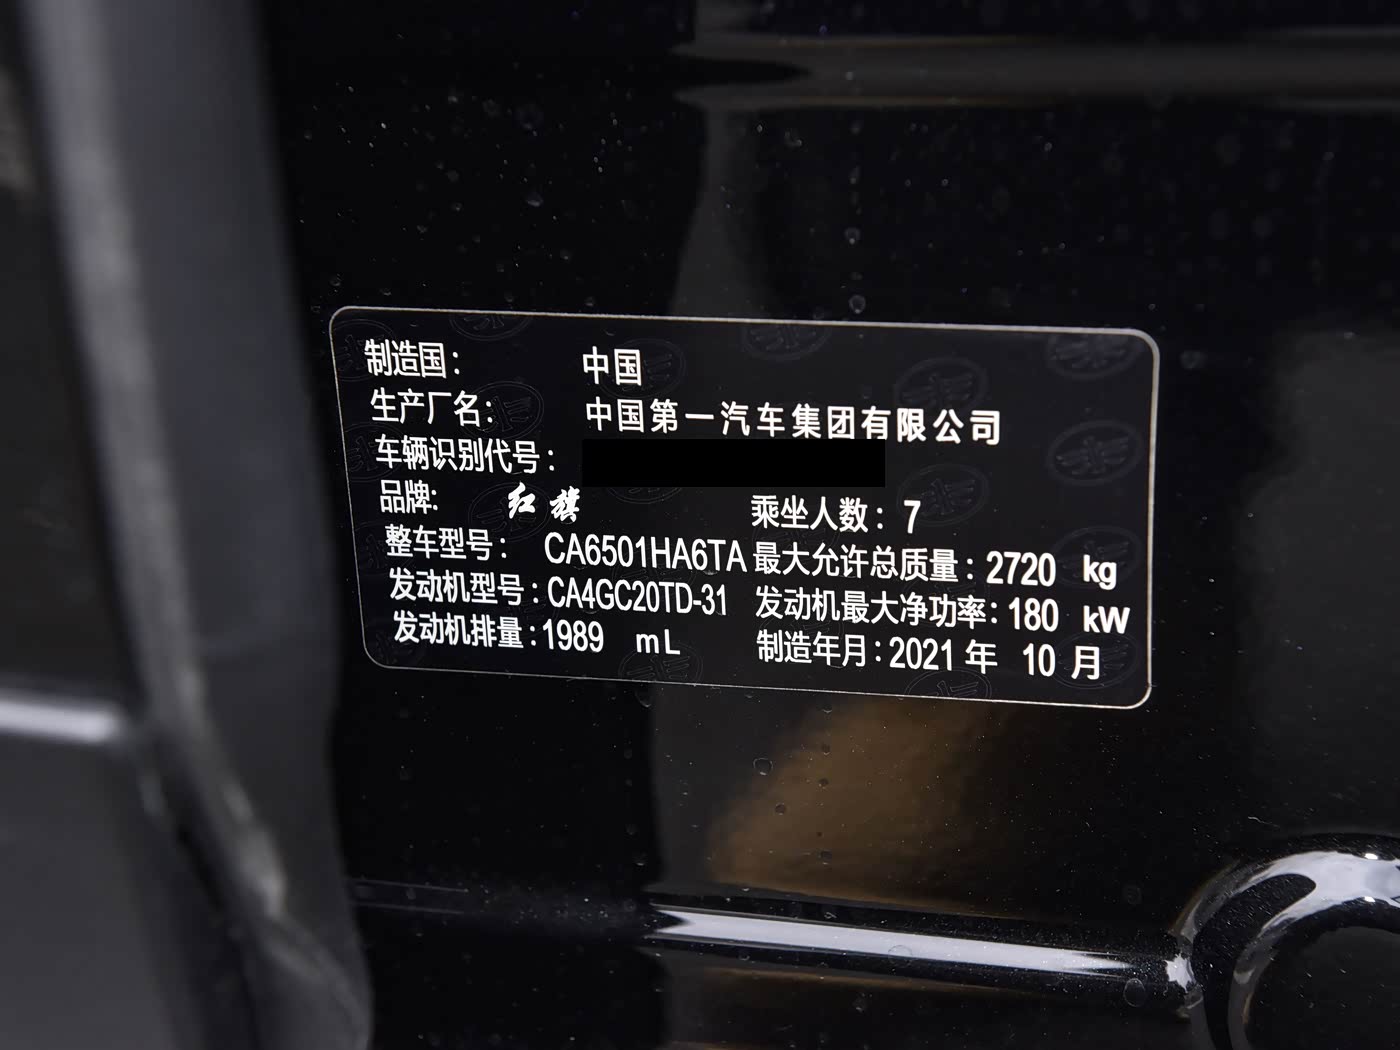 制造国： 中国
生产厂名： 中国第一汽车集团有限公司
车辆识别代号：
品牌: 红旗 乘坐人数：7
整车型号： CA6501HA6TA 最大允许总质量：2720 kg
发动机型号：CA4GC20TD-31 发动机最大净功率：180 kW
发动机排量：1989 mL 制造年月：2021 年 10 月